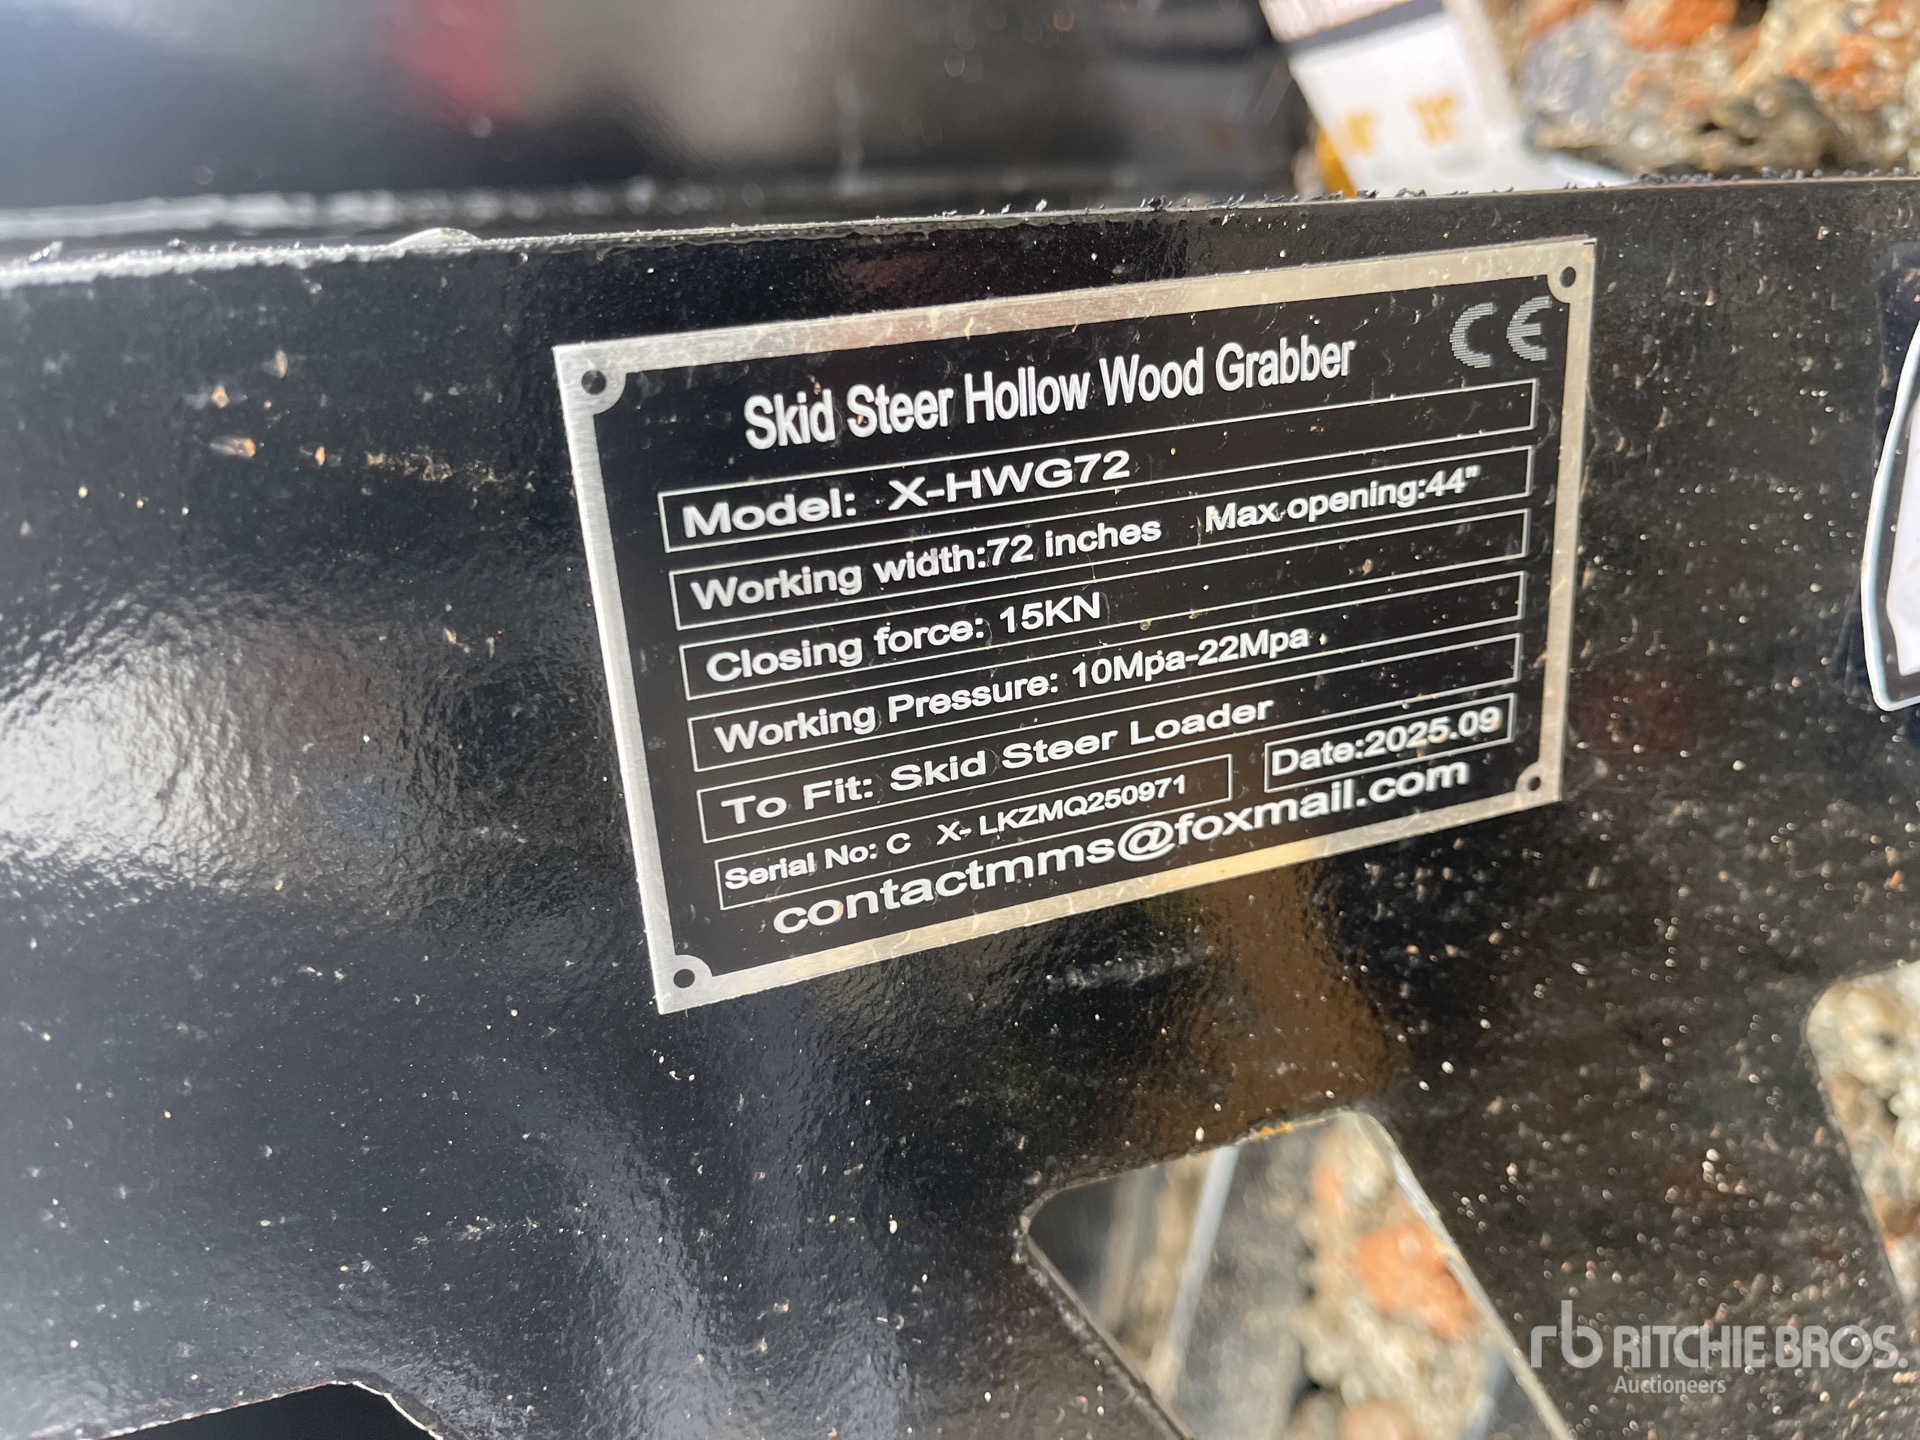 CE
Skid Steer Hollow Wood Grabber
Model: X-HWG72
Working width:72 inches Max opening:44"
Closing force: 15KN
Working Pressure: 10Mpa-22Mpa
To Fit: Skid Steer Loader
Serial No: C X- LKZMQ250971 Date:2025.09
contactmms@foxmail.com
rb RITCHIE BROS.
Auctioneers